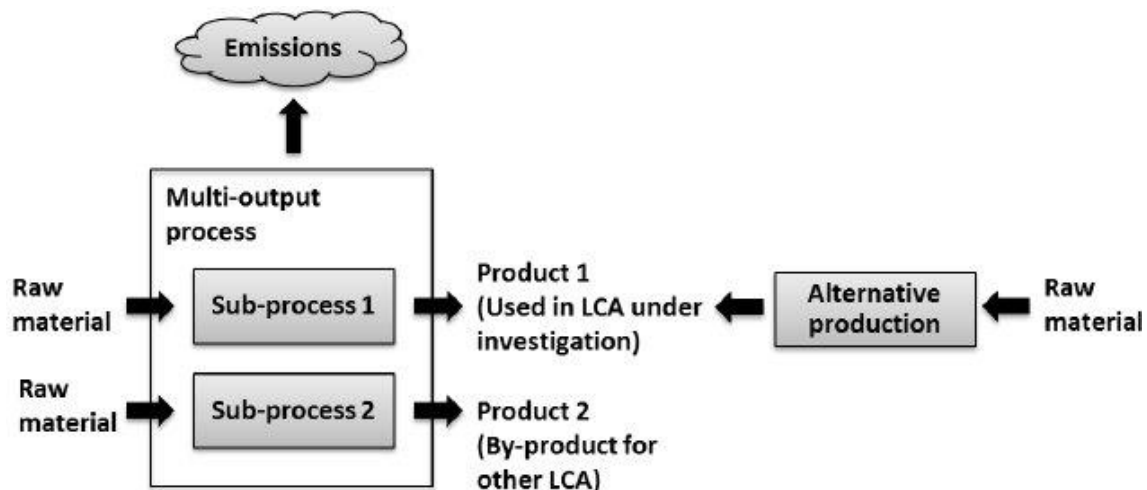 Emissions
Multi-output
process
Raw
material
Sub-process 1
Product 1
(Used in LCA under
investigation)
Alternative
production
Raw
material
Raw
material
Sub-process 2
Product 2
(By-product for
other LCA)